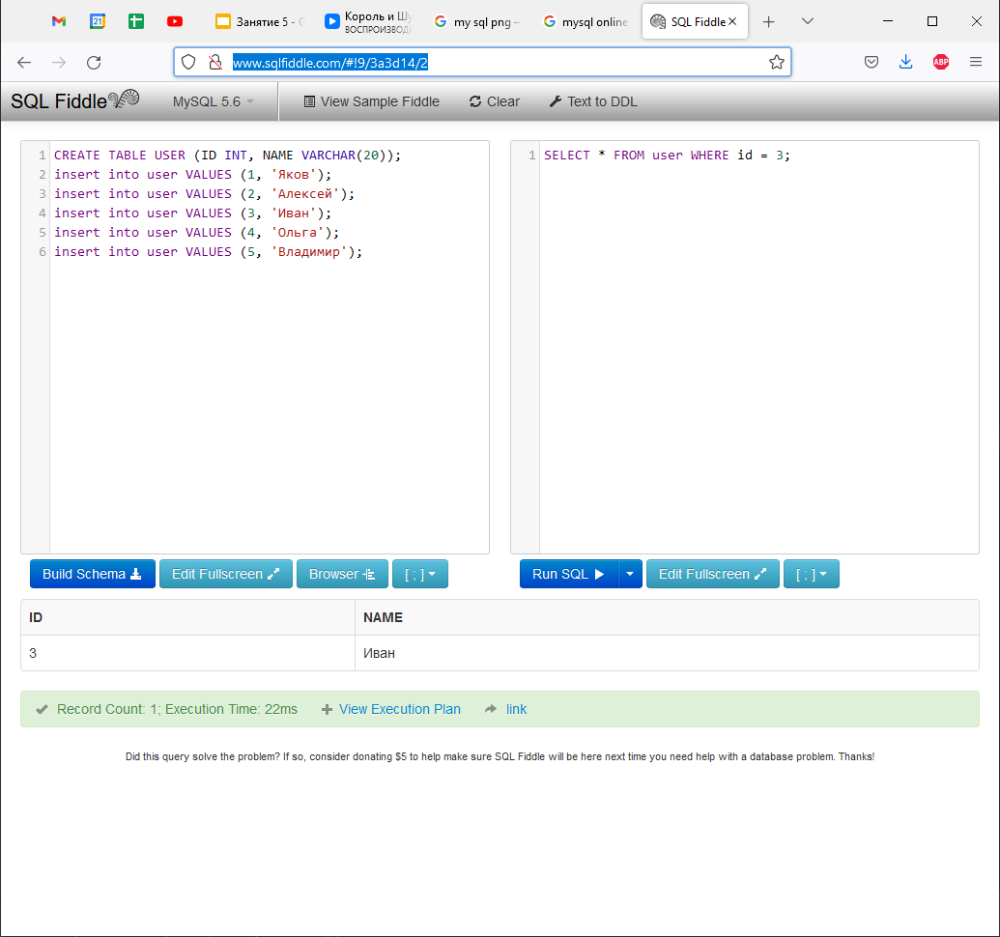 21
Занятие 5 -
Король и Шу
ВОСПРОИЗВОДИ
my sql png –
mysql online
SQL Fiddle
www.sqlfiddle.com/#!9/3a3d14/2
ABP
SQL Fiddle
MySQL 5.6
View Sample Fiddle
Clear
Text to DDL
1 CREATE TABLE USER (ID INT, NAME VARCHAR(20));
2 insert into user VALUES (1, 'Яков');
3 insert into user VALUES (2, 'Алексей');
4 insert into user VALUES (3, 'Иван');
5 insert into user VALUES (4, 'Ольга');
6 insert into user VALUES (5, 'Владимир');
1 SELECT * FROM user WHERE id = 3;
Build Schema
Edit Fullscreen
Browser
[ ; ]
Run SQL
Edit Fullscreen
[ ; ]
ID NAME
3 Иван
Record Count: 1; Execution Time: 22ms
View Execution Plan
link
Did this query solve the problem? If so, consider donating $5 to help make sure SQL Fiddle will be here next time you need help with a database problem. Thanks!